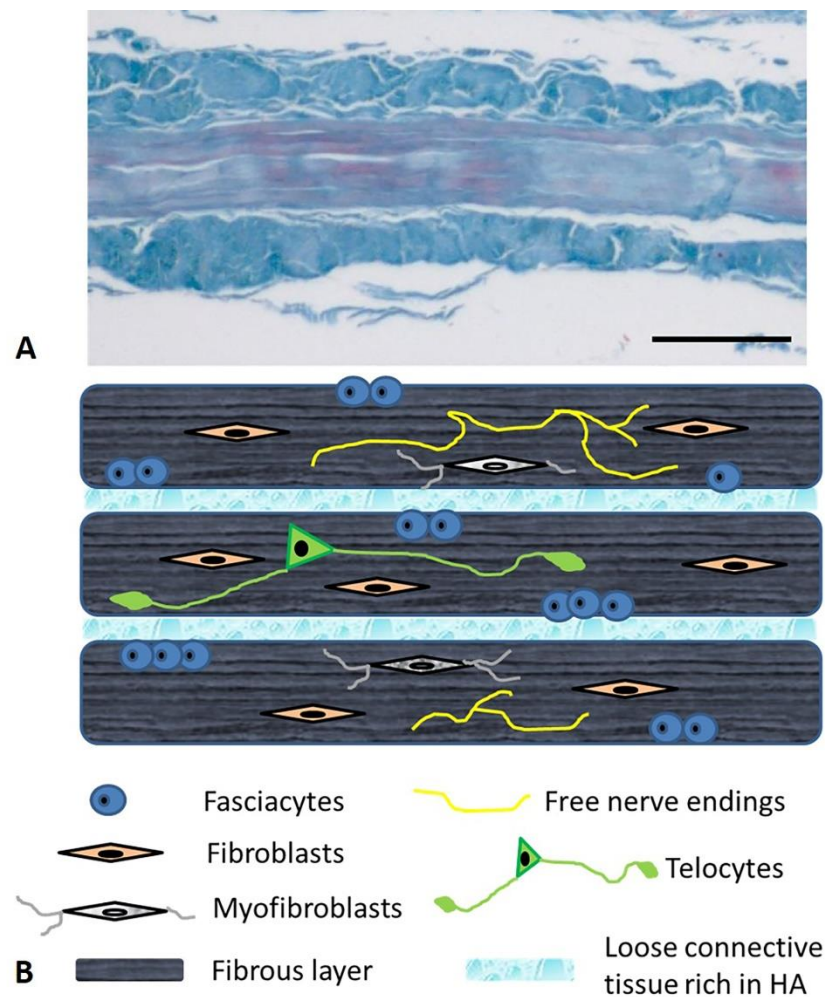 A
Fasciacytes
Free nerve endings
Fibroblasts
Telocytes
Myofibroblasts
B
Fibrous layer
Loose connective
tissue rich in HA